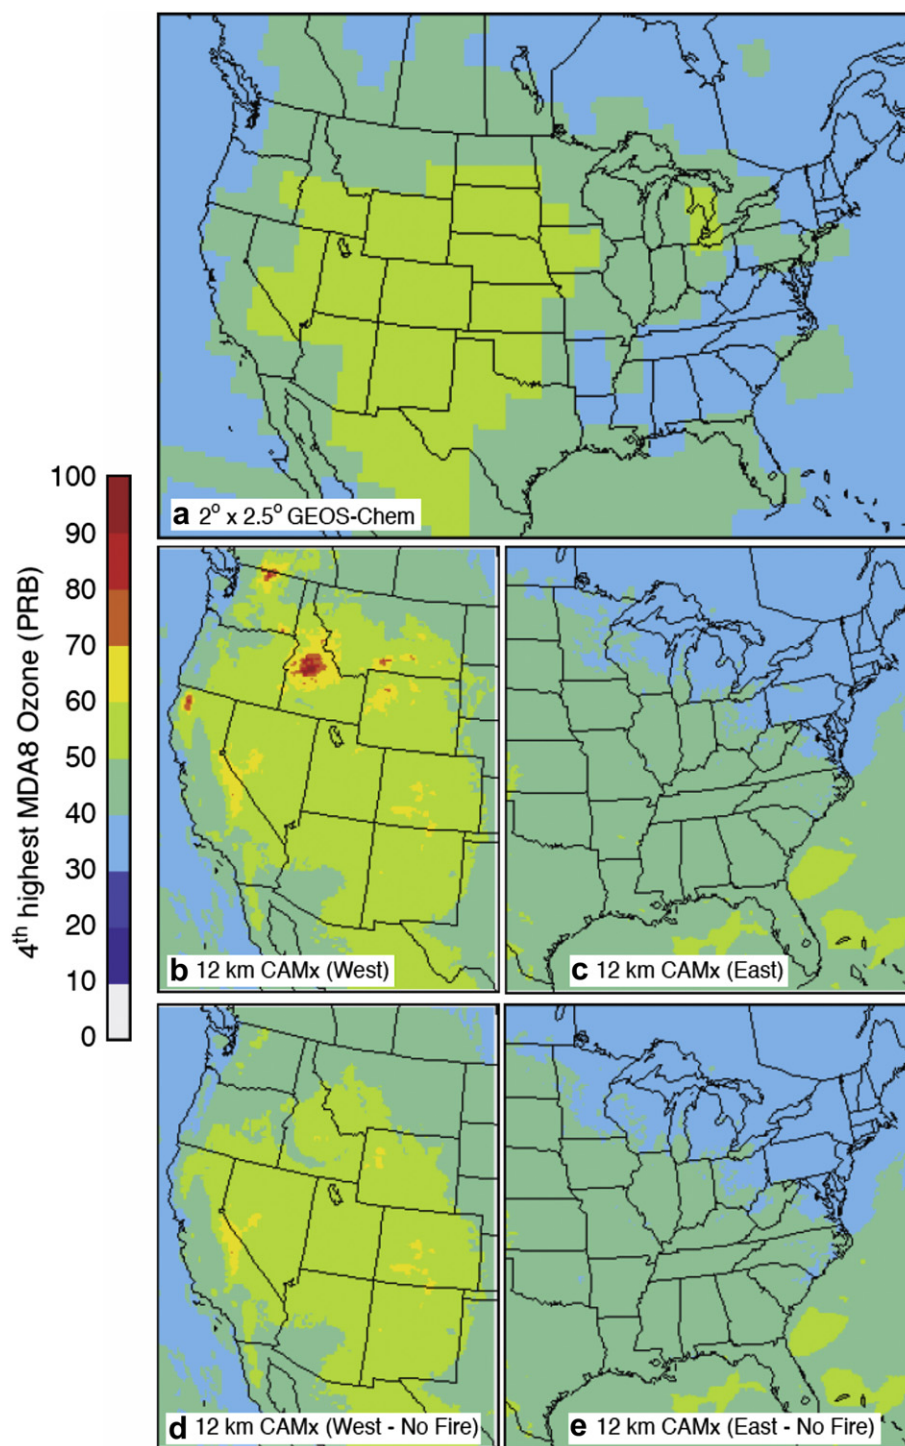 a 2° x 2.5° GEOS-Chem
4th highest MDA8 Ozone (PRB)
100
90
80
70
60
50
40
30
20
10
0
b 12 km CAMx (West)
c 12 km CAMx (East)
d 12 km CAMx (West - No Fire)
e 12 km CAMx (East - No Fire)